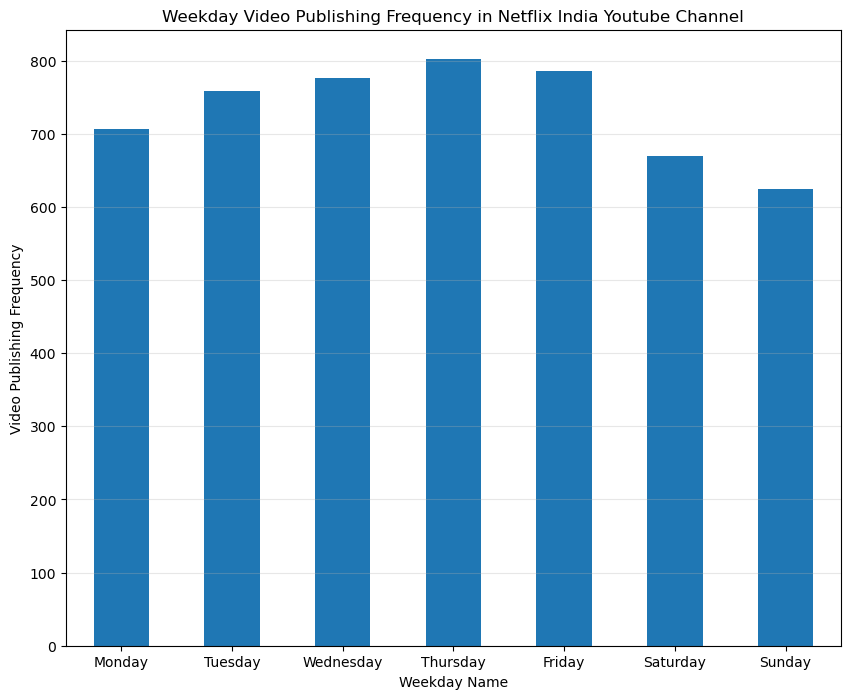 Weekday Video Publishing Frequency in Netflix India Youtube Channel
Video Publishing Frequency
800
700
600
500
400
300
200
100
0
Monday Tuesday Wednesday Thursday Friday Saturday Sunday
Weekday Name